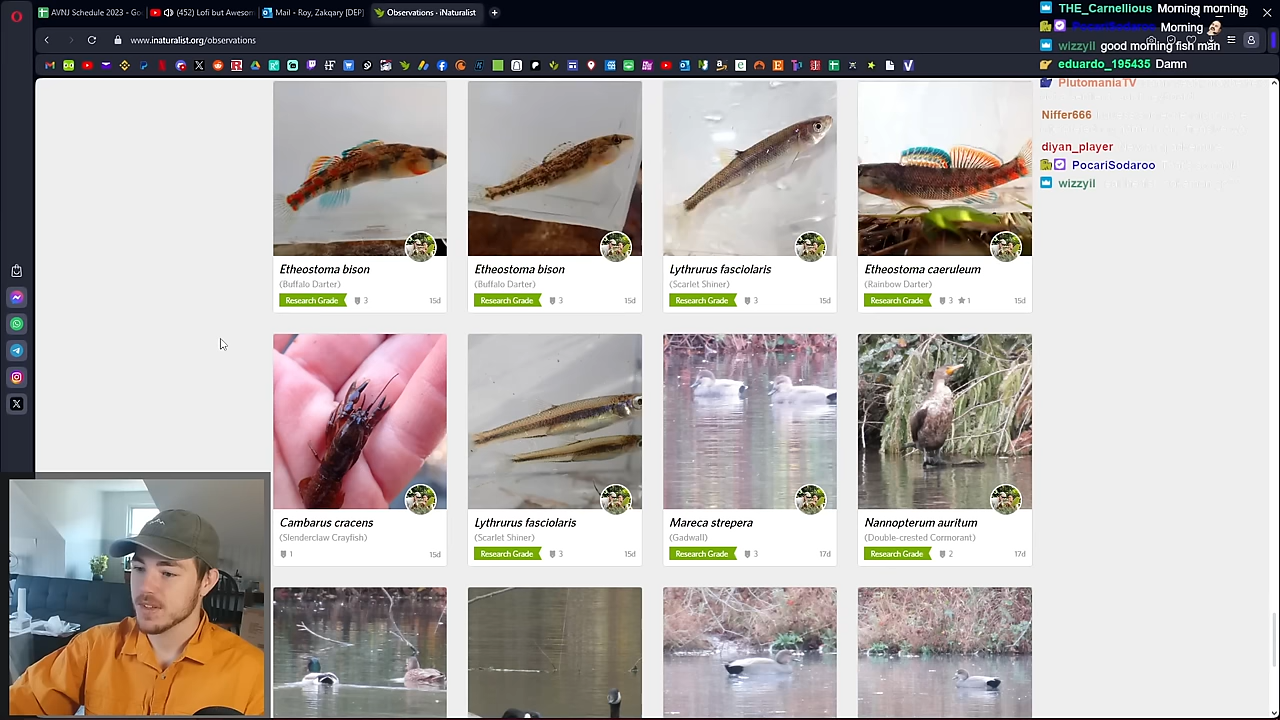 AVNJ Schedule 2023 - Go
(452) Lofi but Awesom
Mail - Roy, Zakqary [DEP]
Observations · iNaturalist
www.inaturalist.org/observations
THE_Carnellious Morning morning
PocariSodaroo Morning
wizzyil good morning fish man
eduardo_195435 Damn
PlutomaniaTV
Niffer666
diyan_player
PocariSodaroo
wizzyil
Etheostoma bison
(Buffalo Darter)
Research Grade 3 15d
Etheostoma bison
(Buffalo Darter)
Research Grade 3 15d
Lythrurus fasciolaris
(Scarlet Shiner)
Research Grade 3 15d
Etheostoma caeruleum
(Rainbow Darter)
Research Grade 3 1 15d
Cambarus cracens
(Slenderclaw Crayfish)
1 15d
Lythrurus fasciolaris
(Scarlet Shiner)
Research Grade 3 15d
Mareca strepera
(Gadwall)
Research Grade 3 17d
Nannopterum auritum
(Double-crested Cormorant)
Research Grade 2 17d